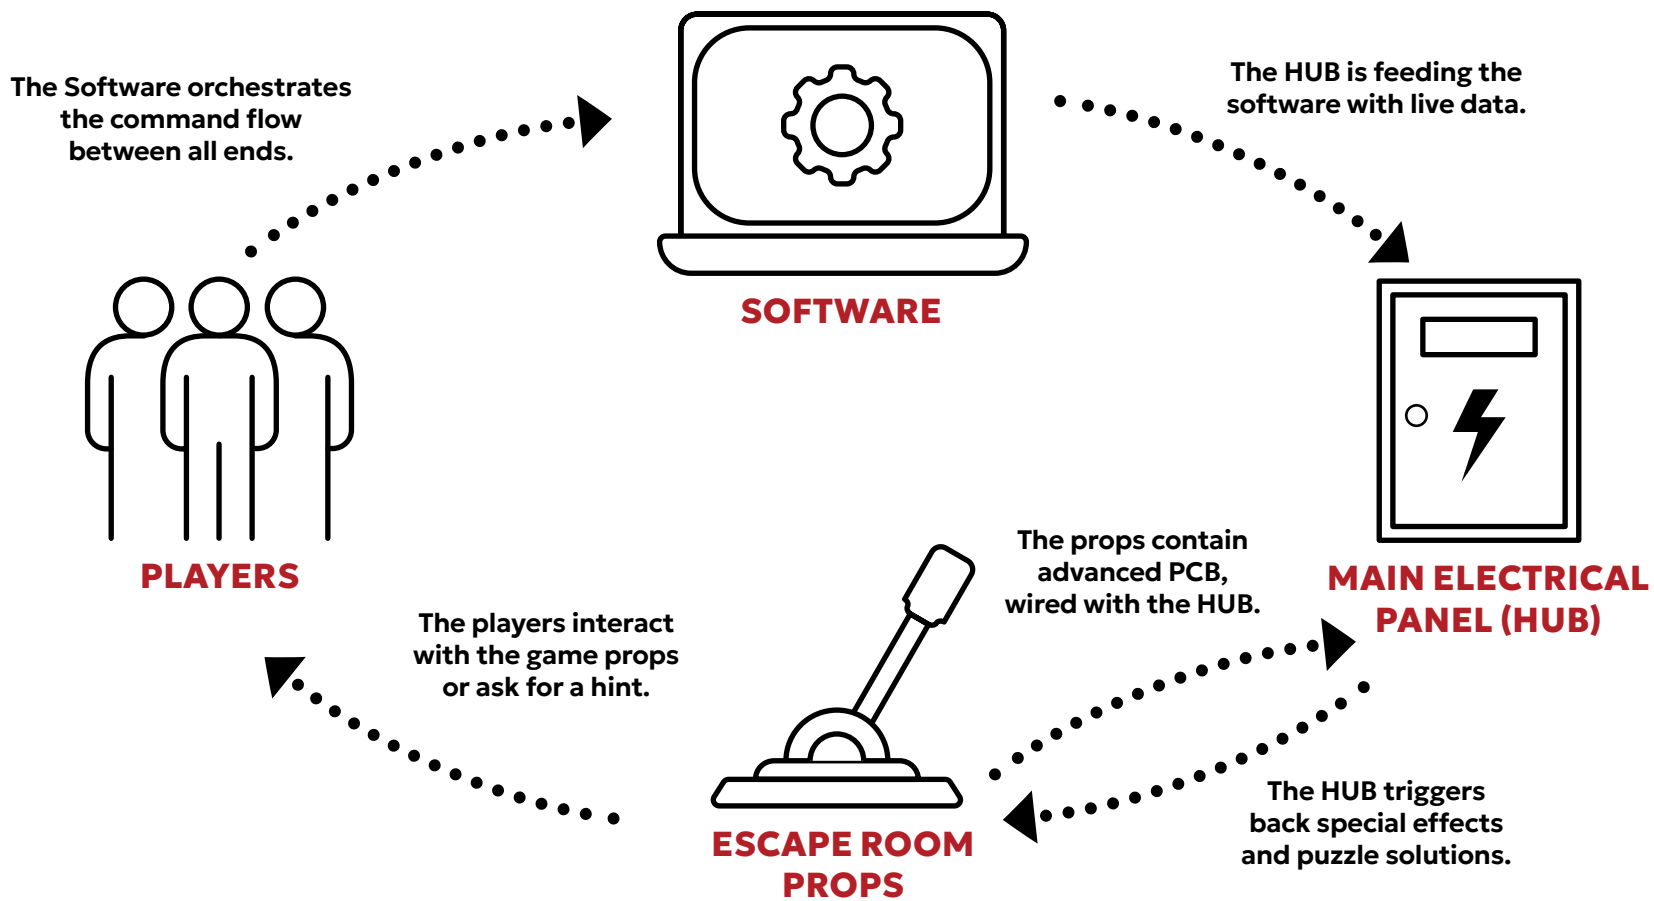 The Software orchestrates
the command flow
between all ends.
The HUB is feeding the
software with live data.
SOFTWARE
PLAYERS
MAIN ELECTRICAL
PANEL (HUB)
The props contain
advanced PCB,
wired with the HUB.
The players interact
with the game props
or ask for a hint.
The HUB triggers
back special effects
and puzzle solutions.
ESCAPE ROOM
PROPS